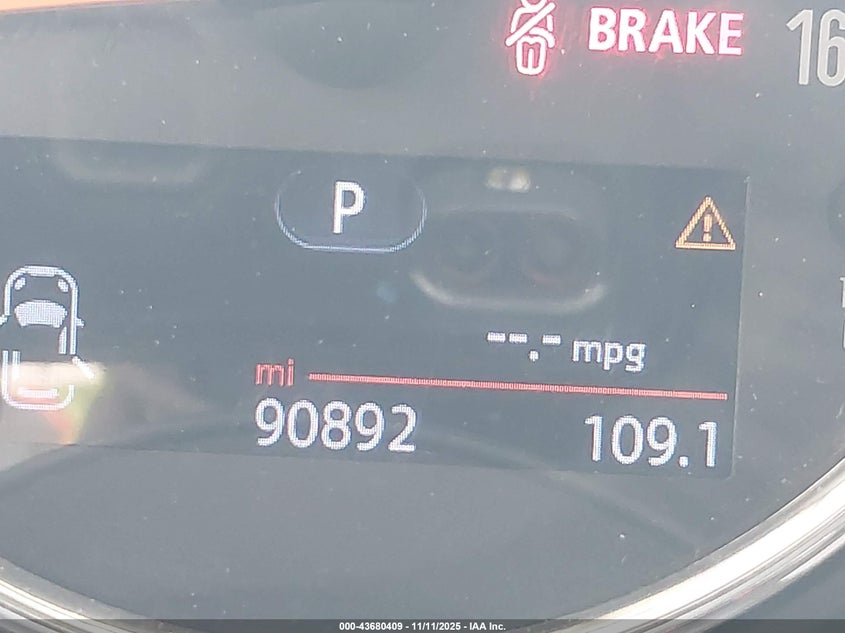 BRAKE
16
P
--.- mpg
mi
90892 109.1
000-43680409 - 11/11/2025 - IAA Inc.